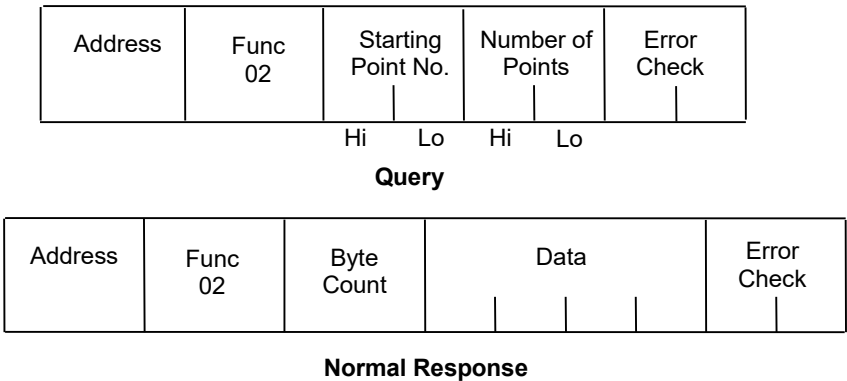 Address
Func
02
Starting
Point No.
Number of
Points
Error
Check
Hi Lo Hi Lo
Query
Address
Func
02
Byte
Count
Data
Error
Check
Normal Response